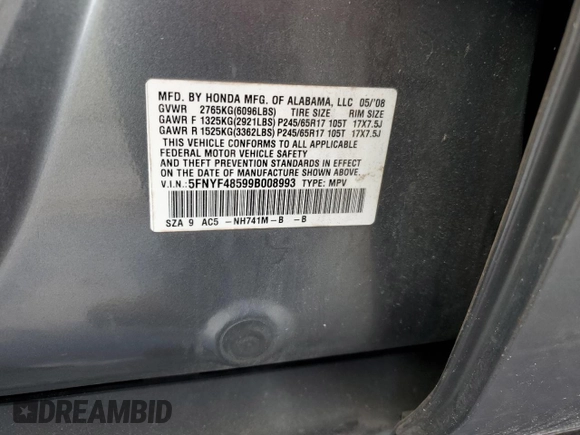 MFD. BY HONDA MFG. OF ALABAMA, LLC 05/'08
GVWR 2765KG(6096LBS) TIRE SIZE RIM SIZE
GAWR F 1325KG(2921LBS) P245/65R17 105T 17X7.5J
GAWR R 1525KG(3362LBS) P245/65R17 105T 17X7.5J
THIS VEHICLE CONFORMS TO ALL APPLICABLE
FEDERAL MOTOR VEHICLE SAFETY
AND THEFT PREVENTION STANDARDS IN EFFECT
ON THE DATE OF MANUFACTURE SHOWN ABOVE.
V.I.N.: 5FNYF48599B008993 TYPE: MPV
SZA 9 AC5 -NH741M-B -B
DREAMBID